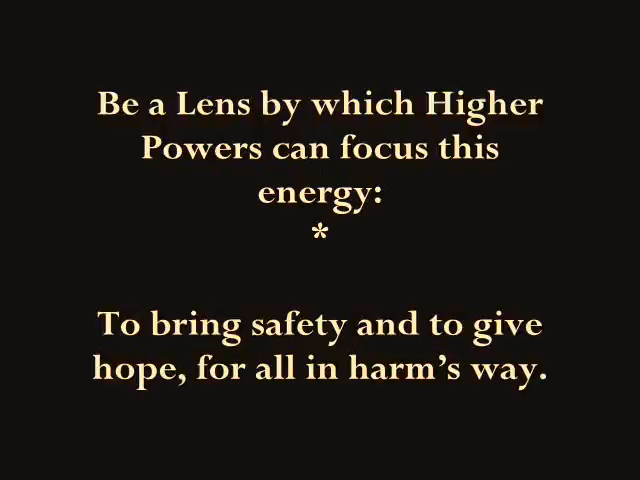 Be a Lens by which Higher
Powers can focus this
energy:
*
To bring safety and to give
hope, for all in harm’s way.